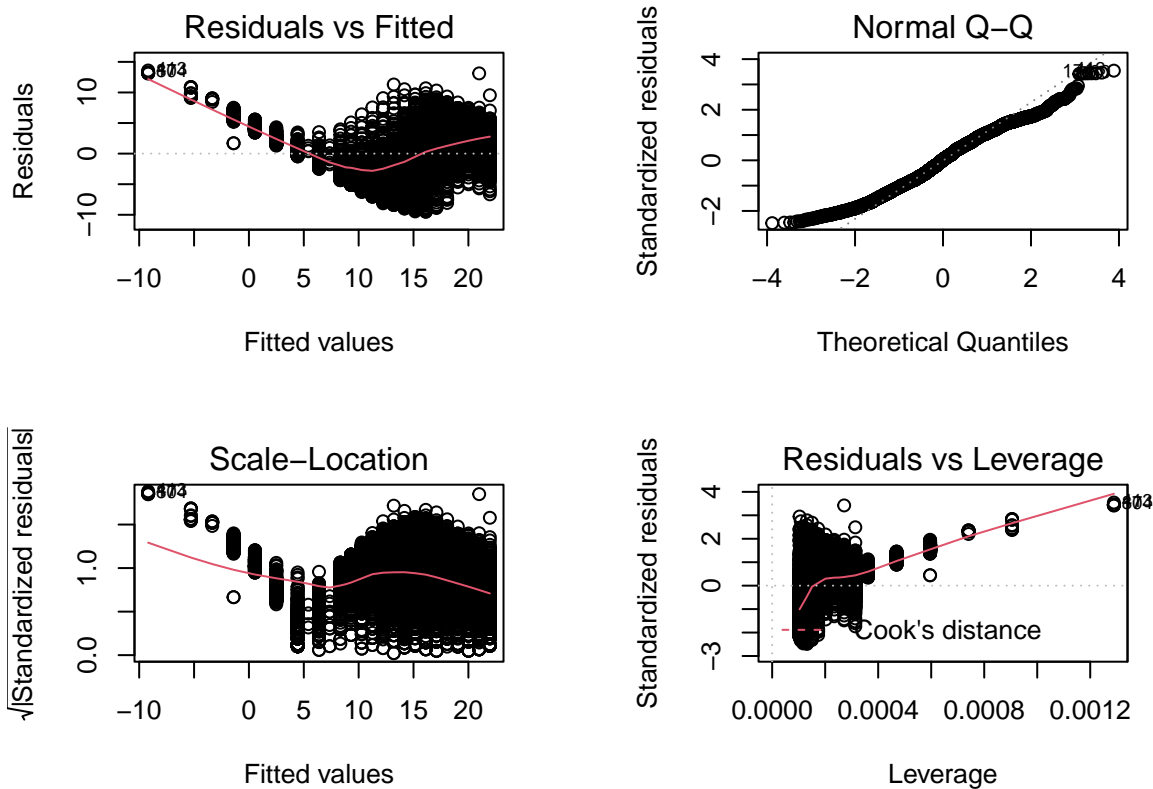 Residuals vs Fitted
Residuals
10
0
−10
−10 0 5 10 15 20
Fitted values
Normal Q−Q
Standardized residuals
4
2
0
−2
−4 −2 0 2 4
Theoretical Quantiles
Scale−Location
√|Standardized residuals|
1.0
0.0
−10 0 5 10 15 20
Fitted values
Residuals vs Leverage
Standardized residuals
4
2
0
−3
Cook's distance
0.0000 0.0004 0.0008 0.0012
Leverage